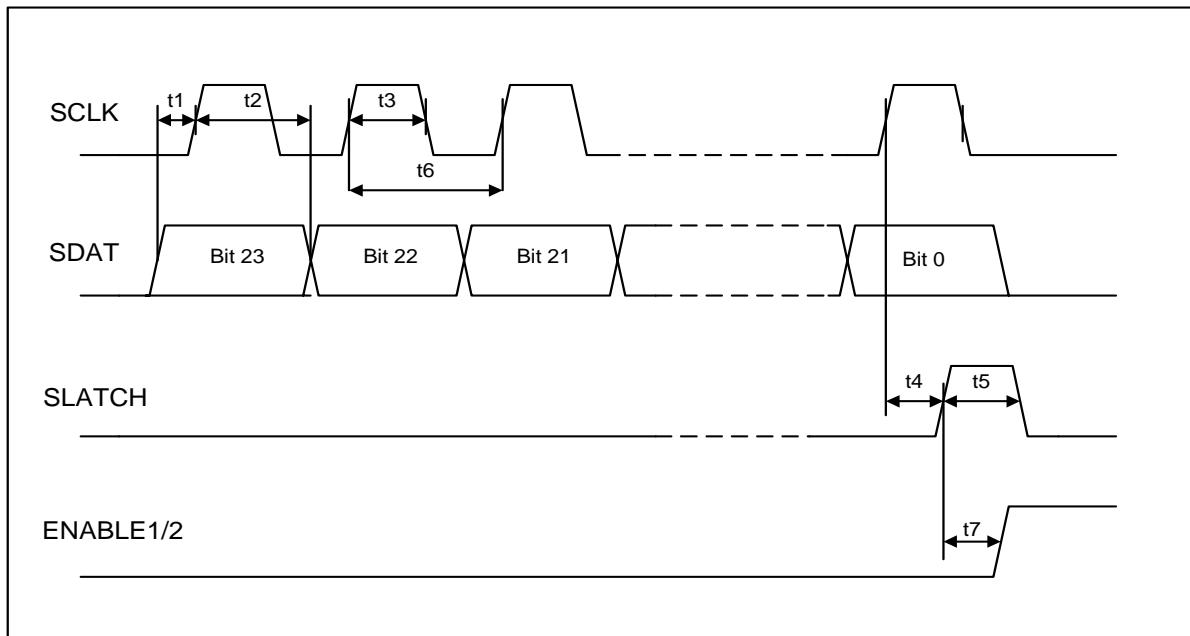 t1
t2
t3
SCLK
t6
SDAT
Bit 23
Bit 22
Bit 21
Bit 0
SLATCH
t4
t5
ENABLE1/2
t7